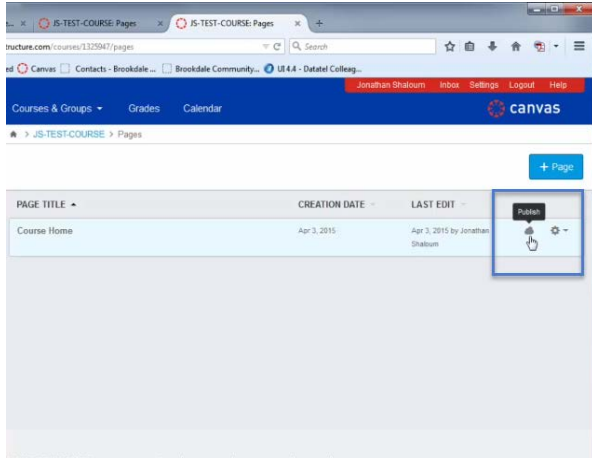 JS-TEST-COURSE: Pages × JS-TEST-COURSE: Pages × +
tructure.com/courses/1325947/pages Search
ed Canvas Contacts - Brookdale ... Brookdale Community... UI 4.4 - Datatel Colleag...
Jonathan Shaloum Inbox Settings Logout Help
Courses & Groups Grades Calendar canvas
> JS-TEST-COURSE > Pages
+ Page
PAGE TITLE CREATION DATE LAST EDIT
Publish
Course Home Apr 3, 2015 Apr 3, 2015 by Jonathan
Shaloum